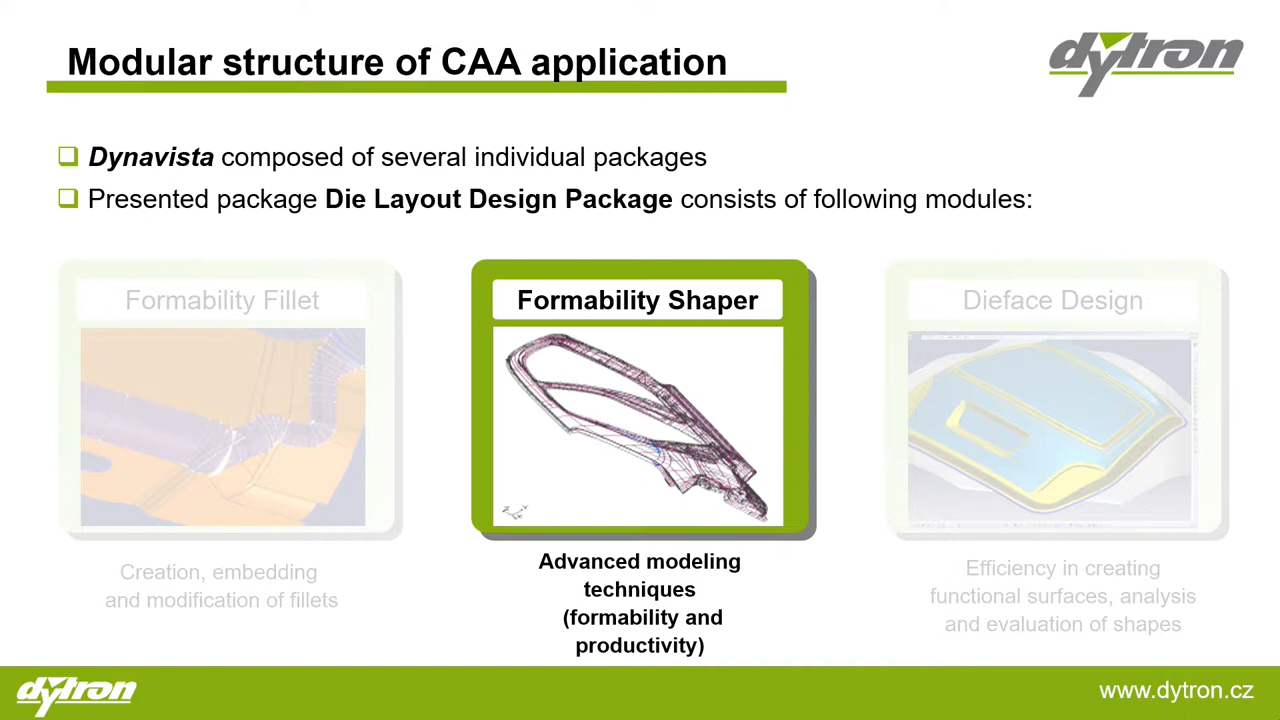 Modular structure of CAA application
dytron
Dynavista composed of several individual packages
Presented package Die Layout Design Package consists of following modules:
Formability Fillet
Formability Shaper
Dieface Design
Creation, embedding
and modification of fillets
Advanced modeling
techniques
(formability and
productivity)
Efficiency in creating
functional surfaces, analysis
and evaluation of shapes
dytron
www.dytron.cz